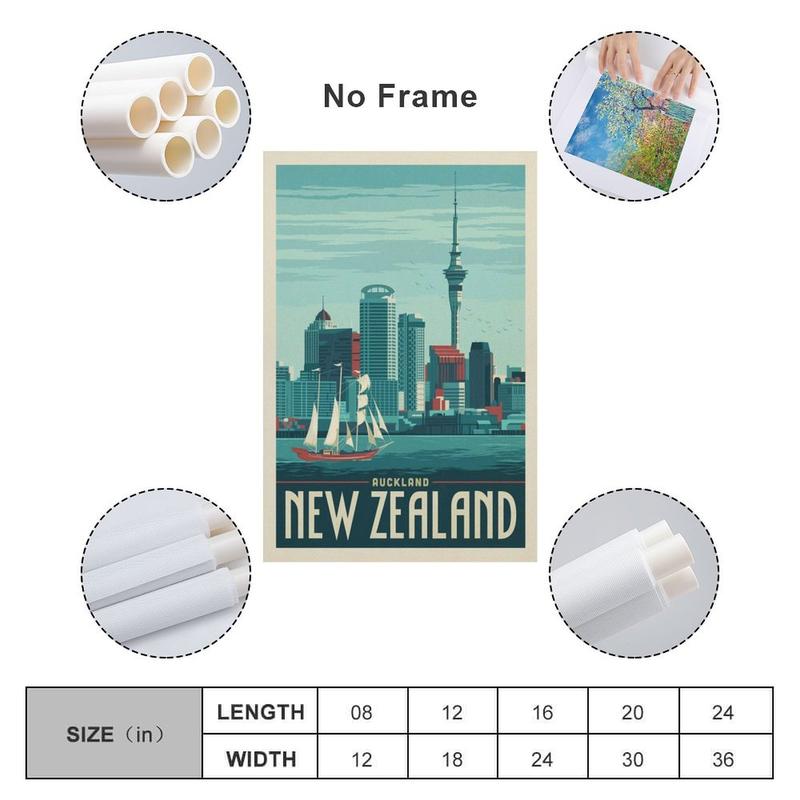 No Frame
AUCKLAND
NEW ZEALAND
SIZE（in）
LENGTH 08 12 16 20 24
WIDTH 12 18 24 30 36